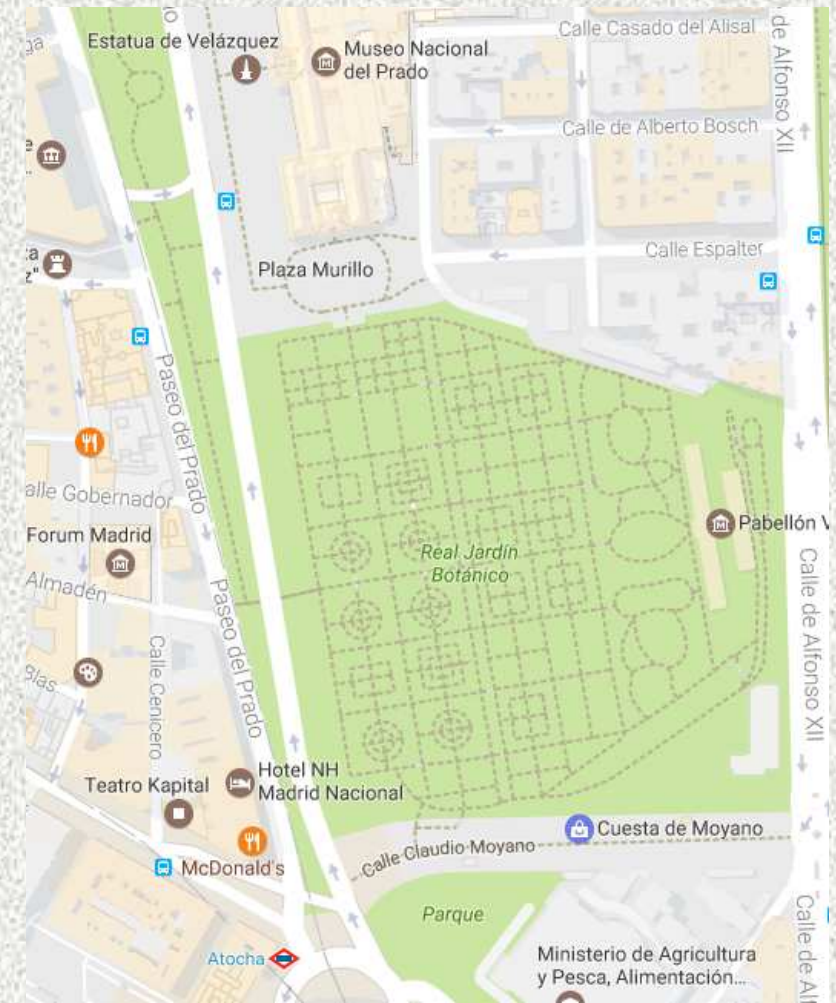 Estatua de Velázquez
Museo Nacional
del Prado
Calle Casado del Alisal
de Alfonso XII
Calle de Alberto Bosch
Calle Espalter
Plaza Murillo
Paseo del Prado
alle Gobernador
Forum Madrid
Almadén
Real Jardín
Botánico
Pabellón V
Calle de Alfonso XII
Paseo del Prado
Calle Cenicero
Blas
Teatro Kapital
Hotel NH
Madrid Nacional
McDonald's
Calle Claudio Moyano
Cuesta de Moyano
Parque
Atocha
Ministerio de Agricultura
y Pesca, Alimentación...
Calle de Alf